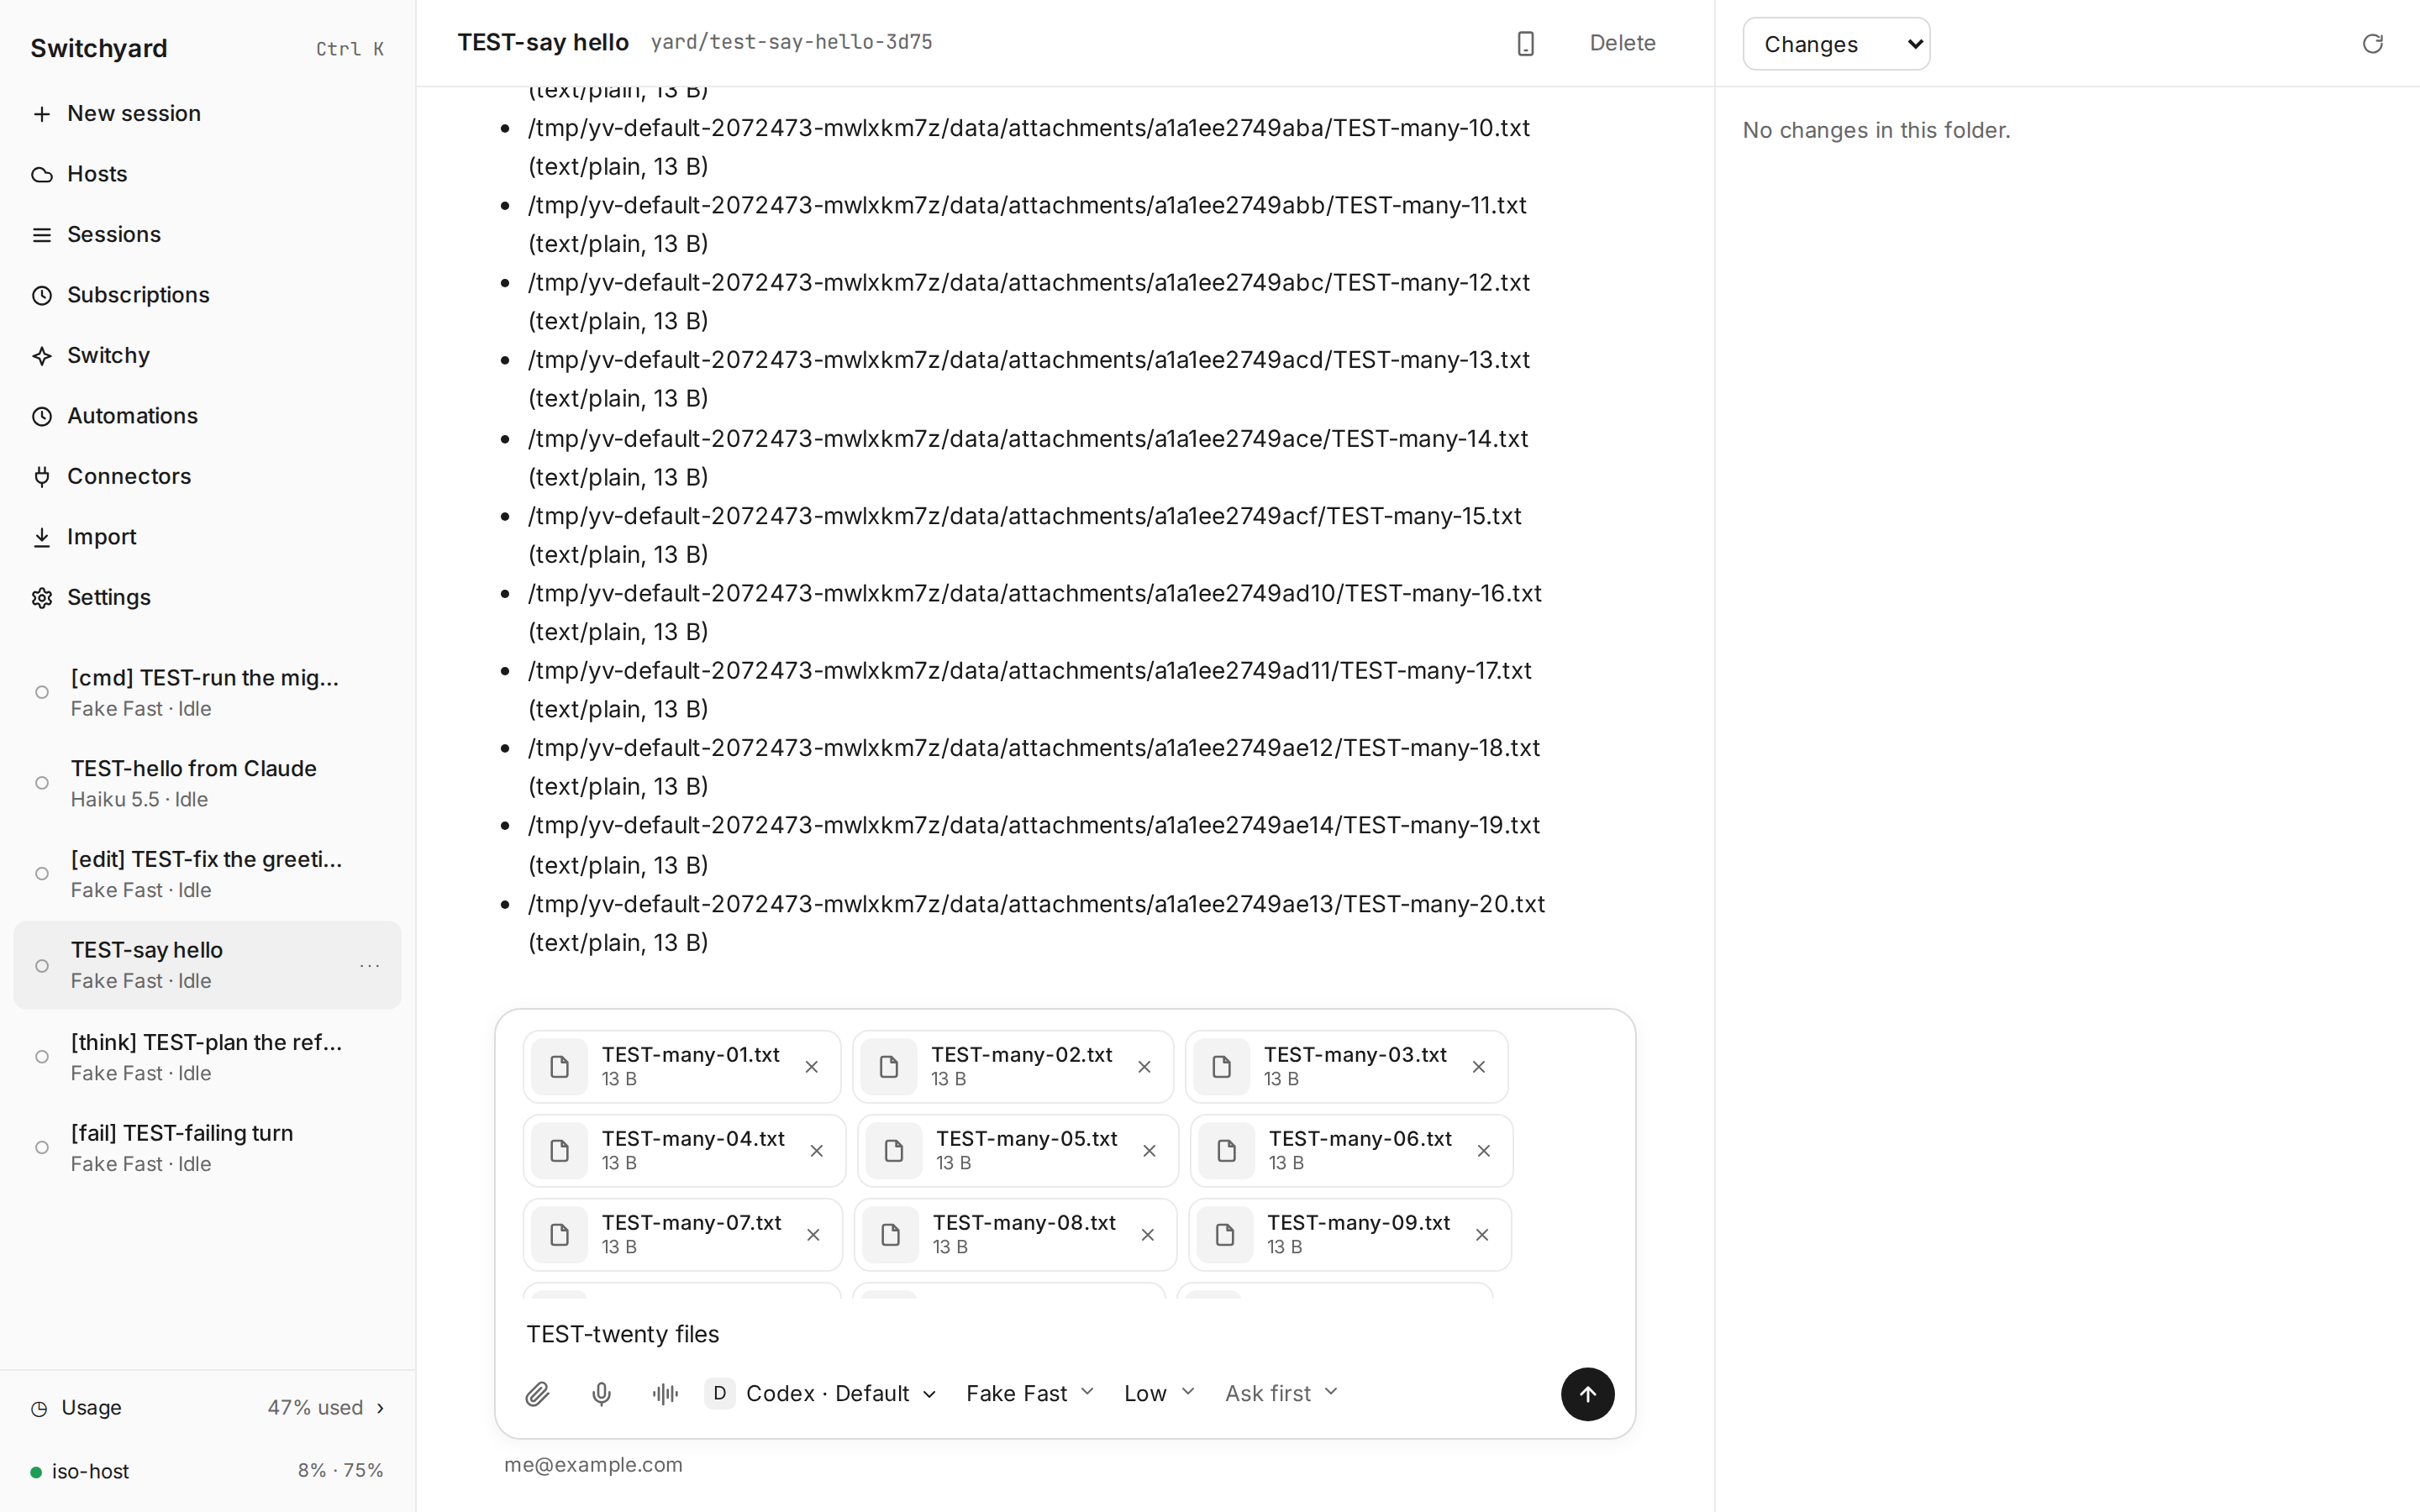 Switchyard
Ctrl K
New session
Hosts
Sessions
Subscriptions
Switchy
Automations
Connectors
Import
Settings
[cmd] TEST-run the mig...
Fake Fast · Idle
TEST-hello from Claude
Haiku 5.5 · Idle
[edit] TEST-fix the greeti...
Fake Fast · Idle
TEST-say hello
Fake Fast · Idle
[think] TEST-plan the ref...
Fake Fast · Idle
[fail] TEST-failing turn
Fake Fast · Idle
Usage
47% used
iso-host
8% · 75%
TEST-say hello
yard/test-say-hello-3d75
Delete
(text/plain, 13 B)
/tmp/yv-default-2072473-mwlxkm7z/data/attachments/a1a1ee2749aba/TEST-many-10.txt
(text/plain, 13 B)
/tmp/yv-default-2072473-mwlxkm7z/data/attachments/a1a1ee2749abb/TEST-many-11.txt
(text/plain, 13 B)
/tmp/yv-default-2072473-mwlxkm7z/data/attachments/a1a1ee2749abc/TEST-many-12.txt
(text/plain, 13 B)
/tmp/yv-default-2072473-mwlxkm7z/data/attachments/a1a1ee2749acd/TEST-many-13.txt
(text/plain, 13 B)
/tmp/yv-default-2072473-mwlxkm7z/data/attachments/a1a1ee2749ace/TEST-many-14.txt
(text/plain, 13 B)
/tmp/yv-default-2072473-mwlxkm7z/data/attachments/a1a1ee2749acf/TEST-many-15.txt
(text/plain, 13 B)
/tmp/yv-default-2072473-mwlxkm7z/data/attachments/a1a1ee2749ad10/TEST-many-16.txt
(text/plain, 13 B)
/tmp/yv-default-2072473-mwlxkm7z/data/attachments/a1a1ee2749ad11/TEST-many-17.txt
(text/plain, 13 B)
/tmp/yv-default-2072473-mwlxkm7z/data/attachments/a1a1ee2749ae12/TEST-many-18.txt
(text/plain, 13 B)
/tmp/yv-default-2072473-mwlxkm7z/data/attachments/a1a1ee2749ae14/TEST-many-19.txt
(text/plain, 13 B)
/tmp/yv-default-2072473-mwlxkm7z/data/attachments/a1a1ee2749ae13/TEST-many-20.txt
(text/plain, 13 B)
TEST-many-01.txt
13 B
TEST-many-02.txt
13 B
TEST-many-03.txt
13 B
TEST-many-04.txt
13 B
TEST-many-05.txt
13 B
TEST-many-06.txt
13 B
TEST-many-07.txt
13 B
TEST-many-08.txt
13 B
TEST-many-09.txt
13 B
TEST-twenty files
D Codex · Default
Fake Fast
Low
Ask first
me@example.com
Changes
No changes in this folder.